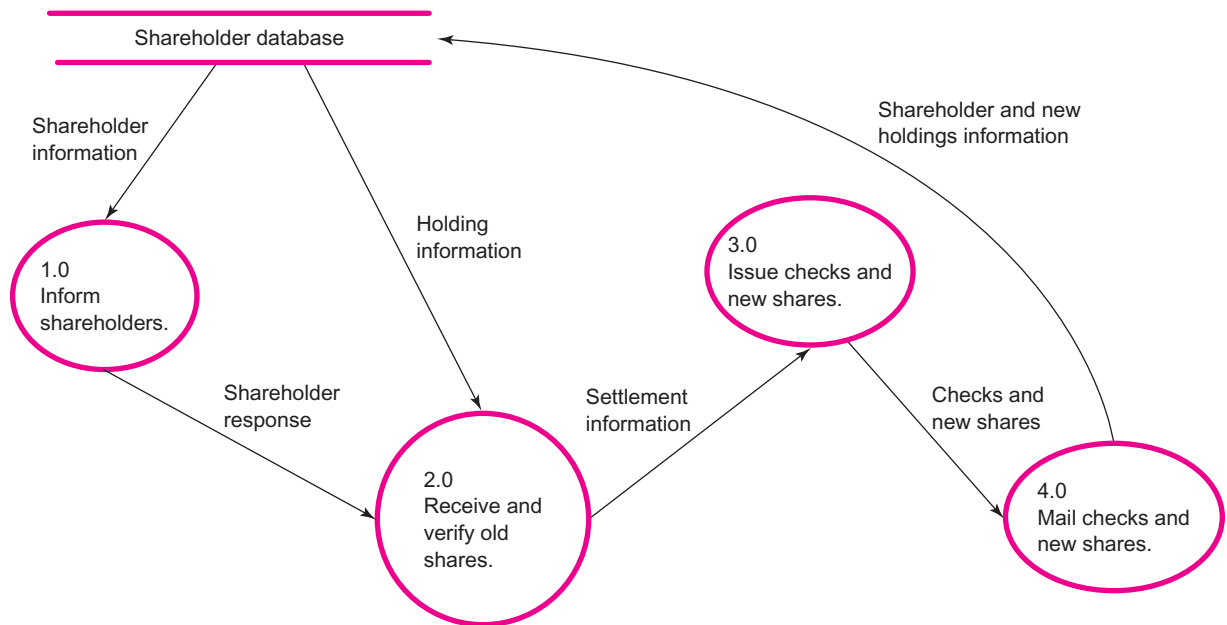 Shareholder database
Shareholder
information
Shareholder and new
holdings information
Holding
information
1.0
Inform
shareholders.
3.0
Issue checks and
new shares.
Shareholder
response
Settlement
information
Checks and
new shares
2.0
Receive and
verify old
shares.
4.0
Mail checks and
new shares.